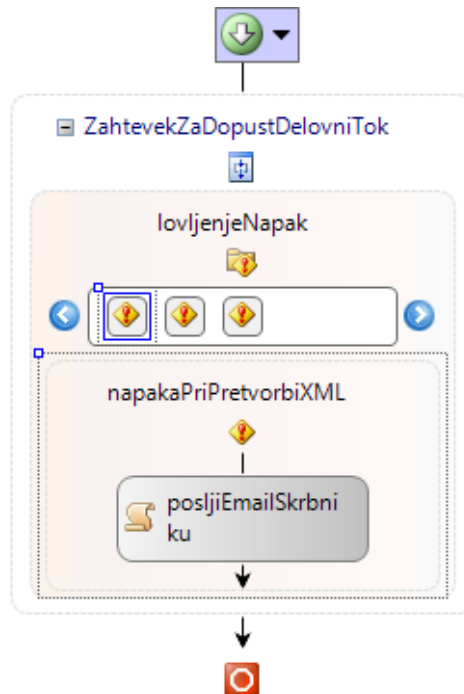 ZahtevekZaDopustDelovniTok
lovljenjeNapak
napakaPriPretvorbiXML
posljiEmailSkrbni
ku